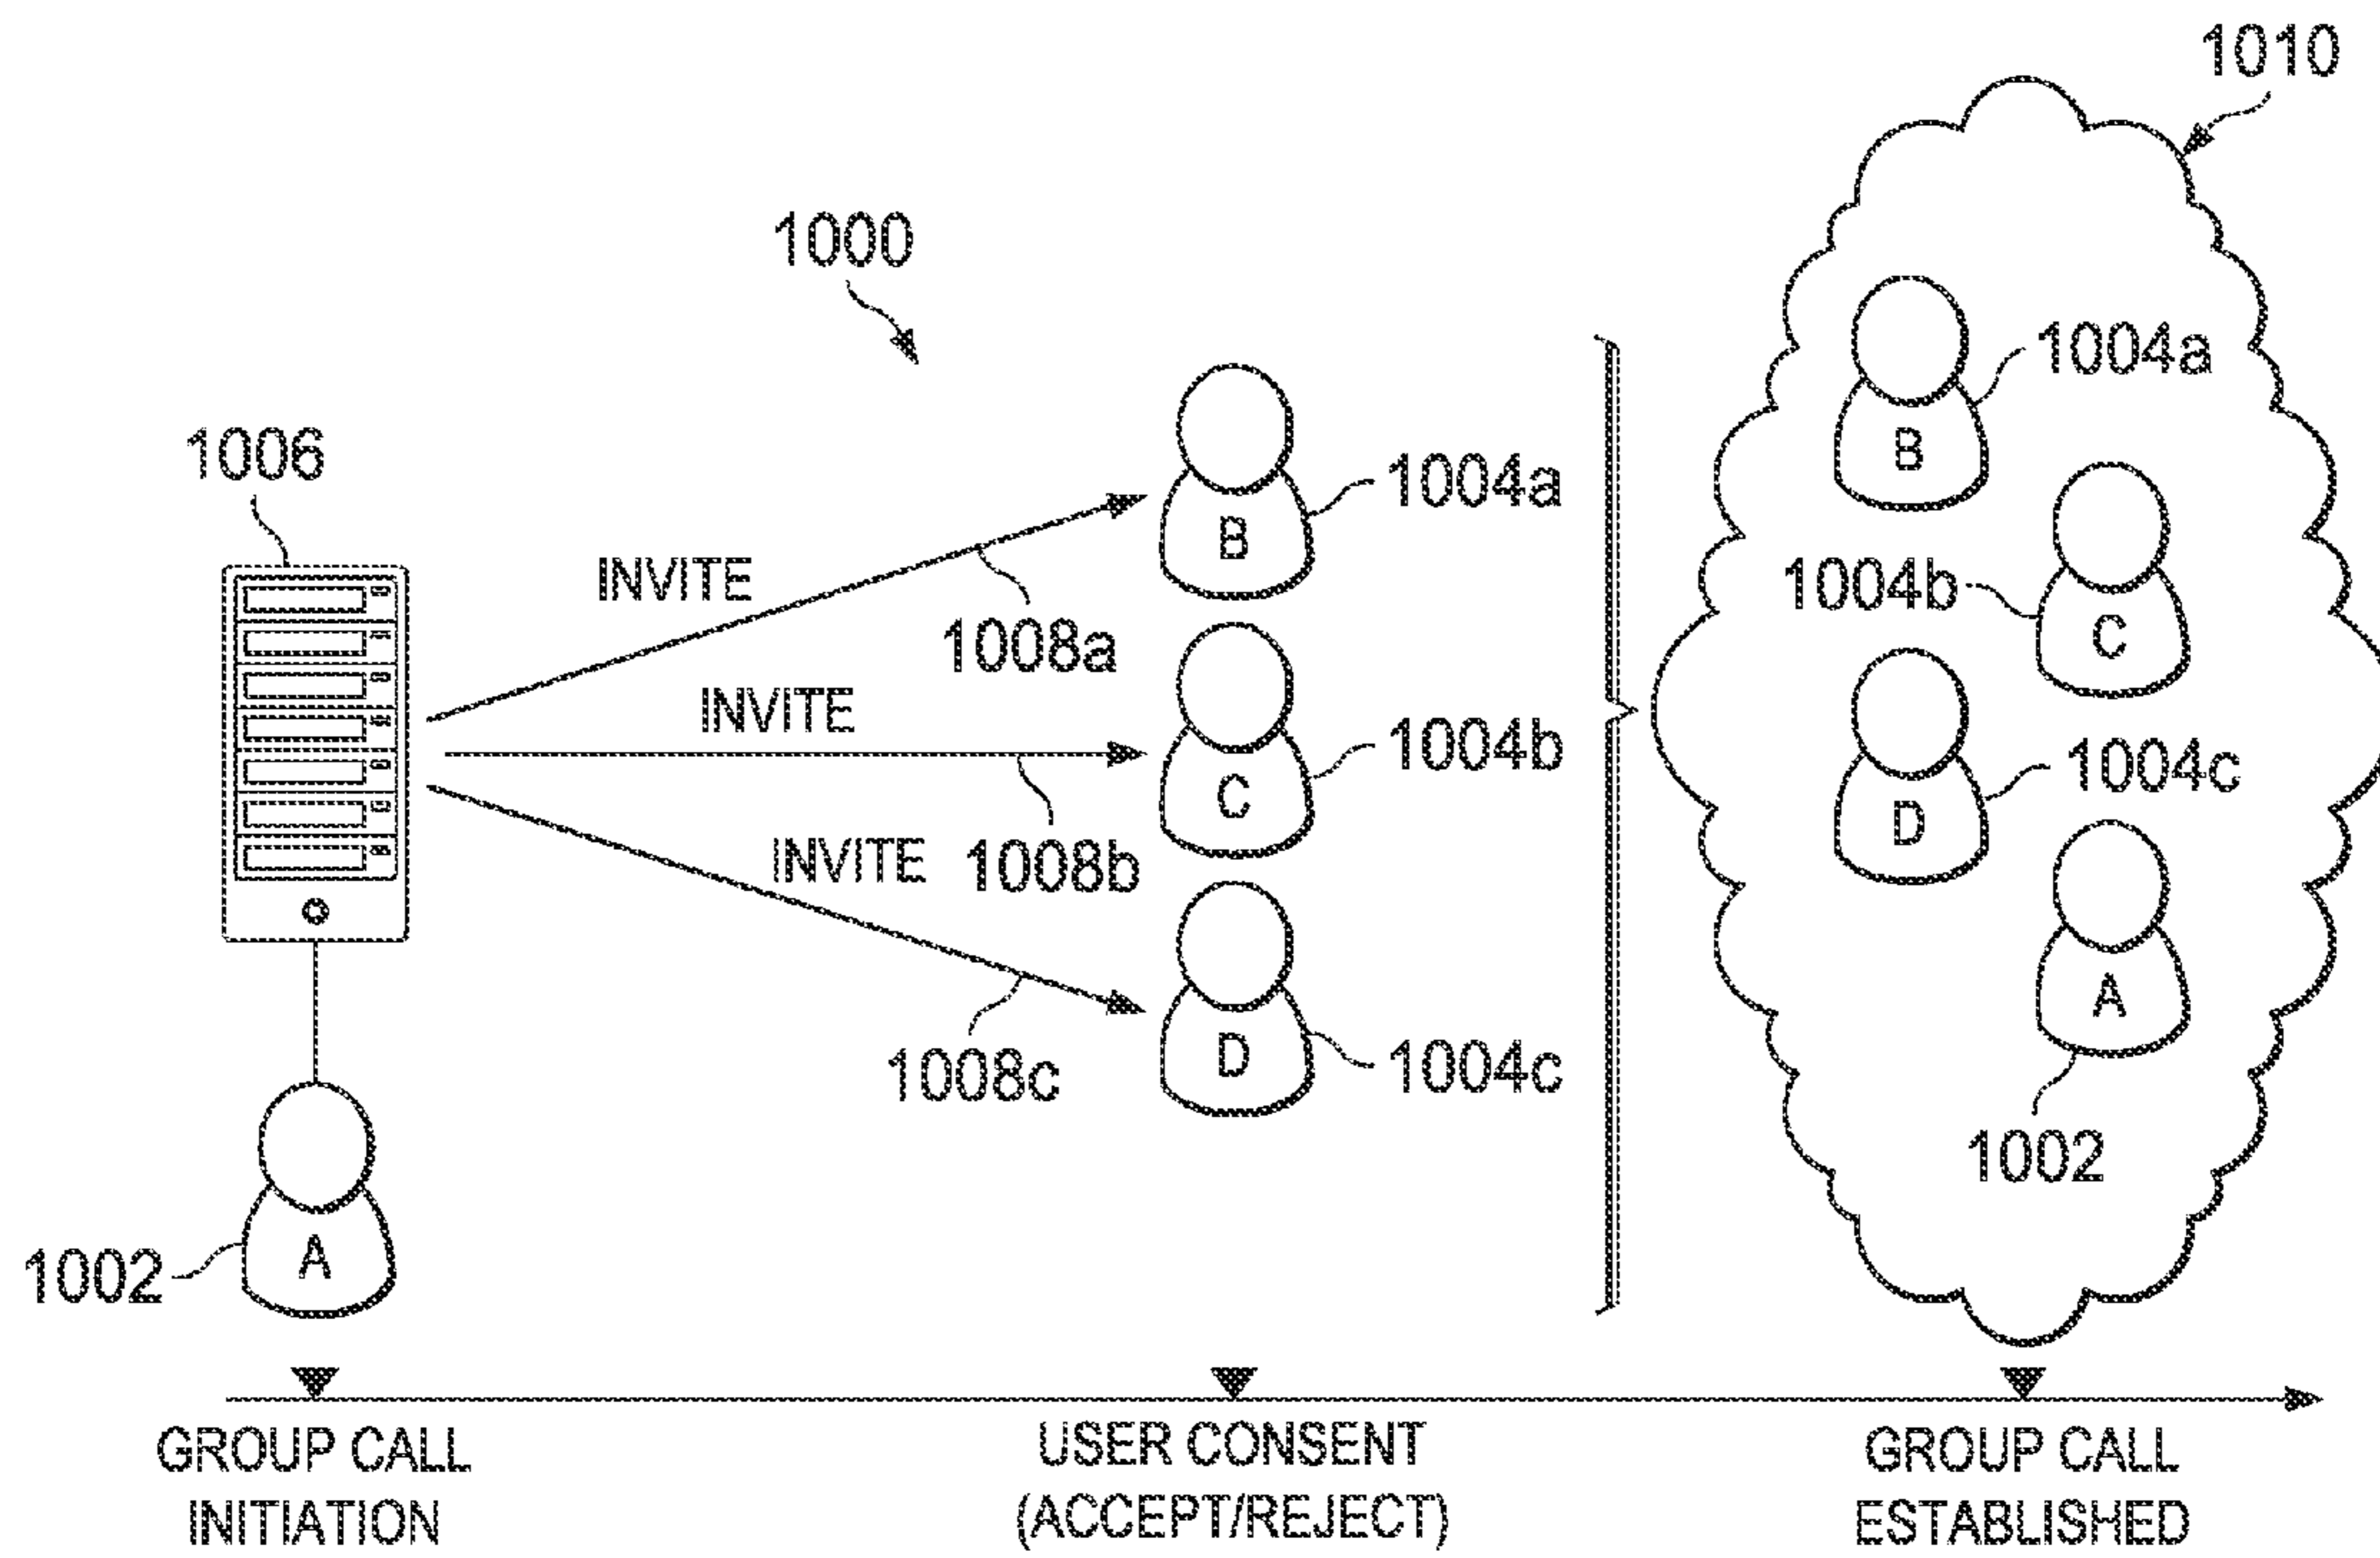 1010
1000
1004a
B
1006
1004a
B
INVITE
1004b
C
1008a
INVITE
1004b
C
1004c
D
INVITE
1008b
A
1008c
D
1004c
1002
1002
A
GROUP CALL
INITIATION
USER CONSENT
(ACCEPT/REJECT)
GROUP CALL
ESTABLISHED